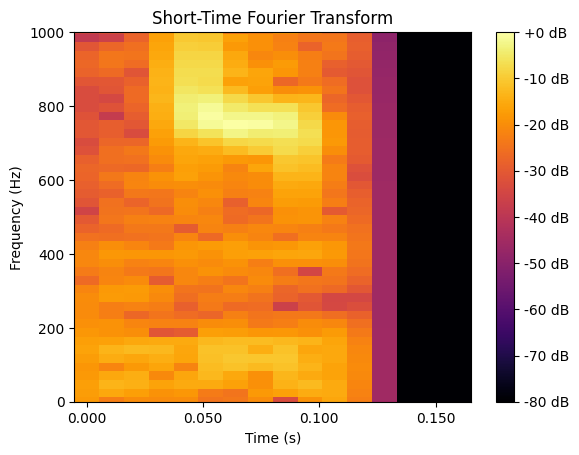 Short-Time Fourier Transform
1000
800
600
400
200
0
Frequency (Hz)
0.000
0.050
0.100
0.150
Time (s)
+0 dB
-10 dB
-20 dB
-30 dB
-40 dB
-50 dB
-60 dB
-70 dB
-80 dB